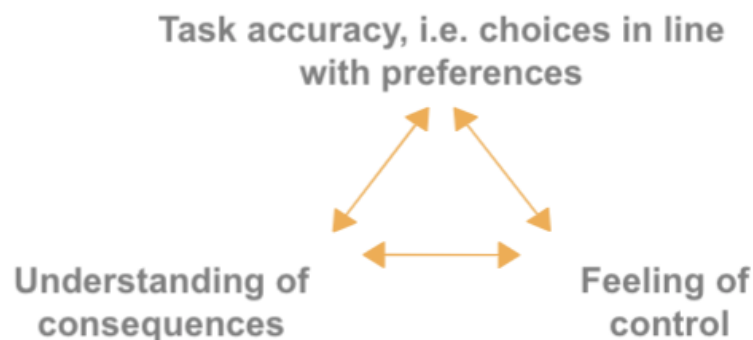 Task accuracy, i.e. choices in line
with preferences
Understanding of
consequences
Feeling of
control